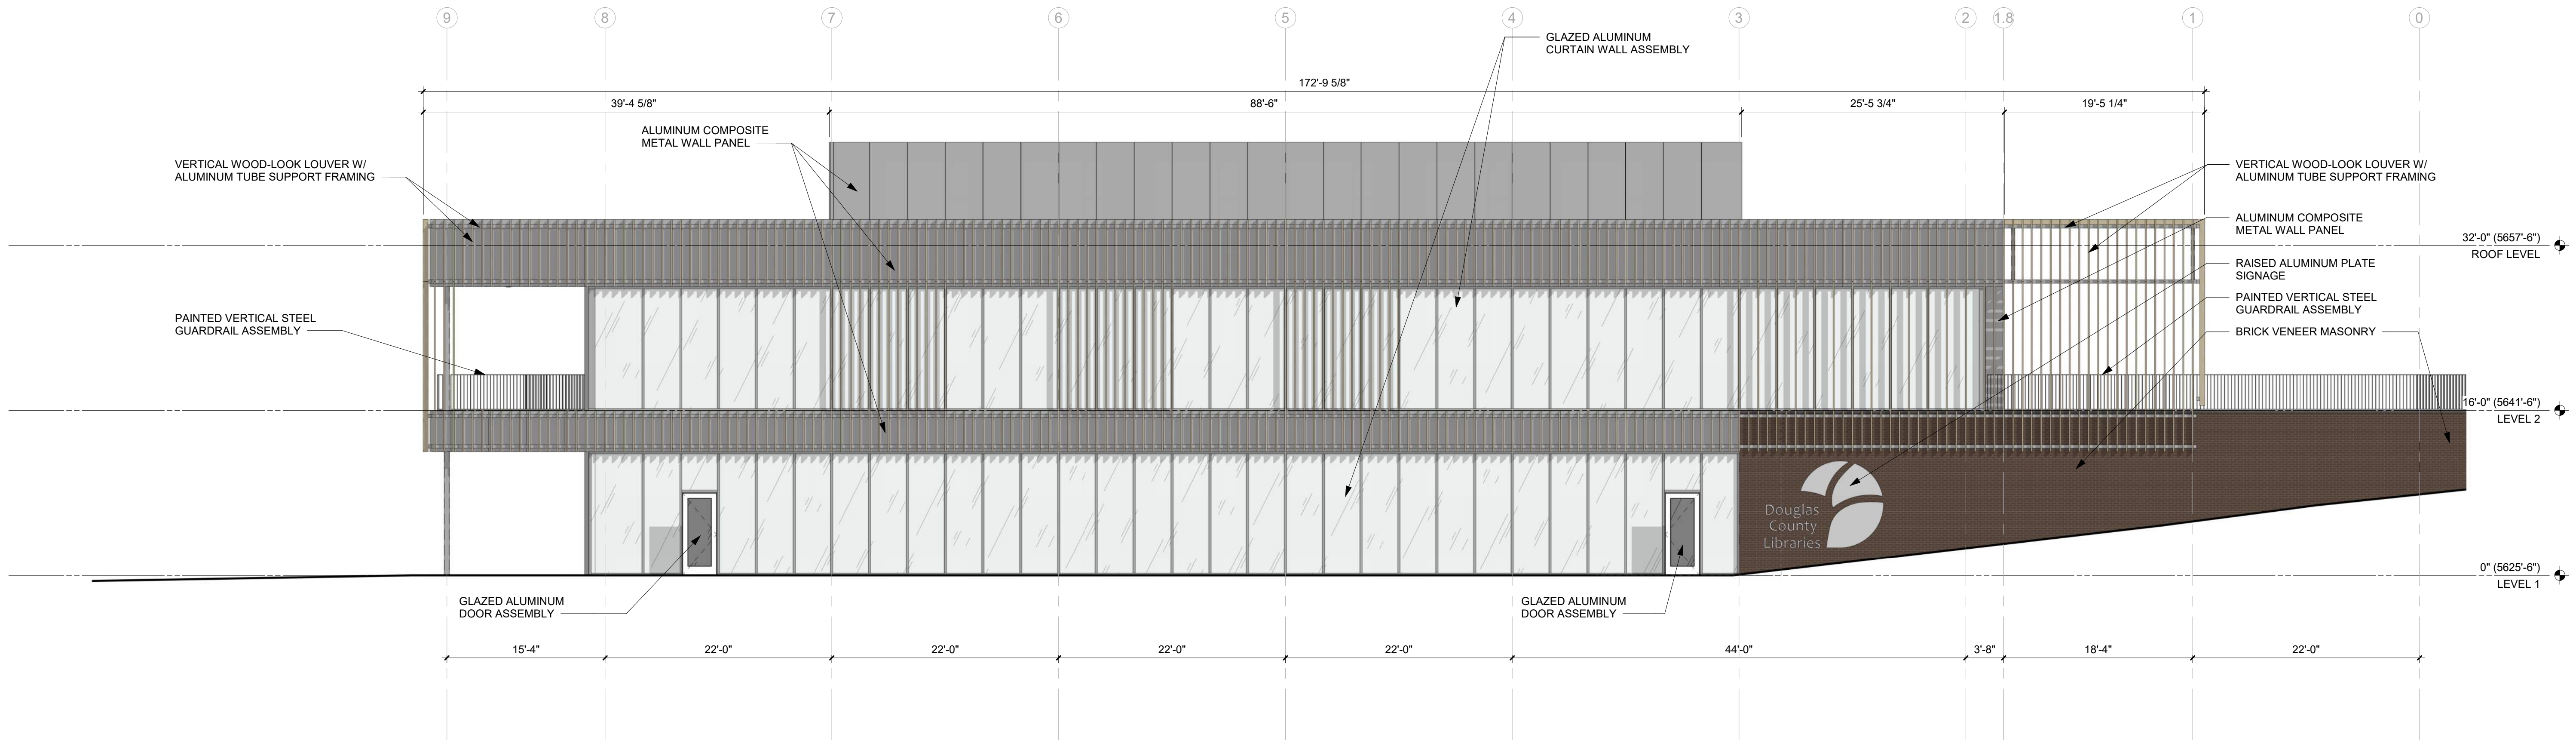 9 8 7 6 5 4 3 2 1.8 1 0
GLAZED ALUMINUM
CURTAIN WALL ASSEMBLY
172'-9 5/8"
39'-4 5/8" 88'-6" 25'-5 3/4" 19'-5 1/4"
ALUMINUM COMPOSITE
METAL WALL PANEL
VERTICAL WOOD-LOOK LOUVER W/
ALUMINUM TUBE SUPPORT FRAMING
VERTICAL WOOD-LOOK LOUVER W/
ALUMINUM TUBE SUPPORT FRAMING
ALUMINUM COMPOSITE
METAL WALL PANEL
32'-0" (5657'-6")
ROOF LEVEL
RAISED ALUMINUM PLATE
SIGNAGE
PAINTED VERTICAL STEEL
GUARDRAIL ASSEMBLY
PAINTED VERTICAL STEEL
GUARDRAIL ASSEMBLY
BRICK VENEER MASONRY
16'-0" (5641'-6")
LEVEL 2
Douglas
County
Libraries
0" (5625'-6")
LEVEL 1
GLAZED ALUMINUM
DOOR ASSEMBLY
GLAZED ALUMINUM
DOOR ASSEMBLY
15'-4" 22'-0" 22'-0" 22'-0" 22'-0" 44'-0" 3'-8" 18'-4" 22'-0"